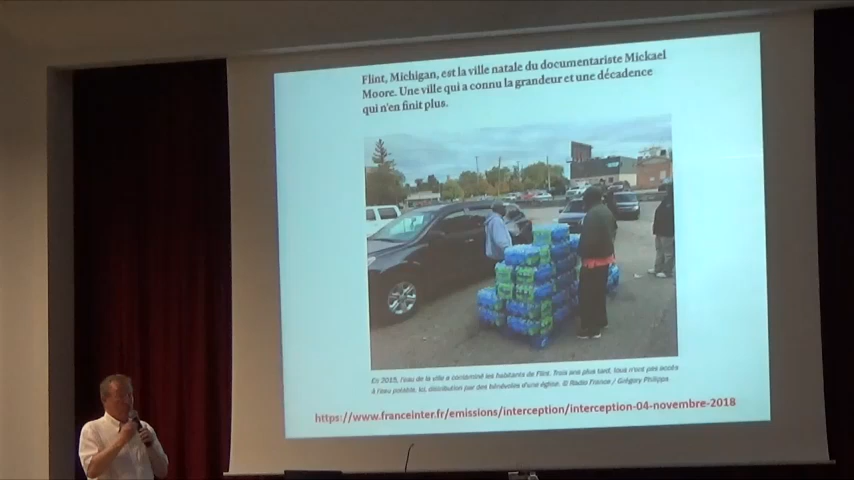 Flint, Michigan, est la ville natale du documentariste Mickael
Moore. Une ville qui a connu la grandeur et une décadence
qui n'en finit plus.
En 2015, l'eau de la ville a contaminé les habitants de Flint. Trois ans plus tard, tous n'ont pas accès
à l'eau potable. Ici, distribution par des bénévoles d'une église. © Radio France / Grégory Philipps
https://www.franceinter.fr/emissions/interception/interception-04-novembre-2018